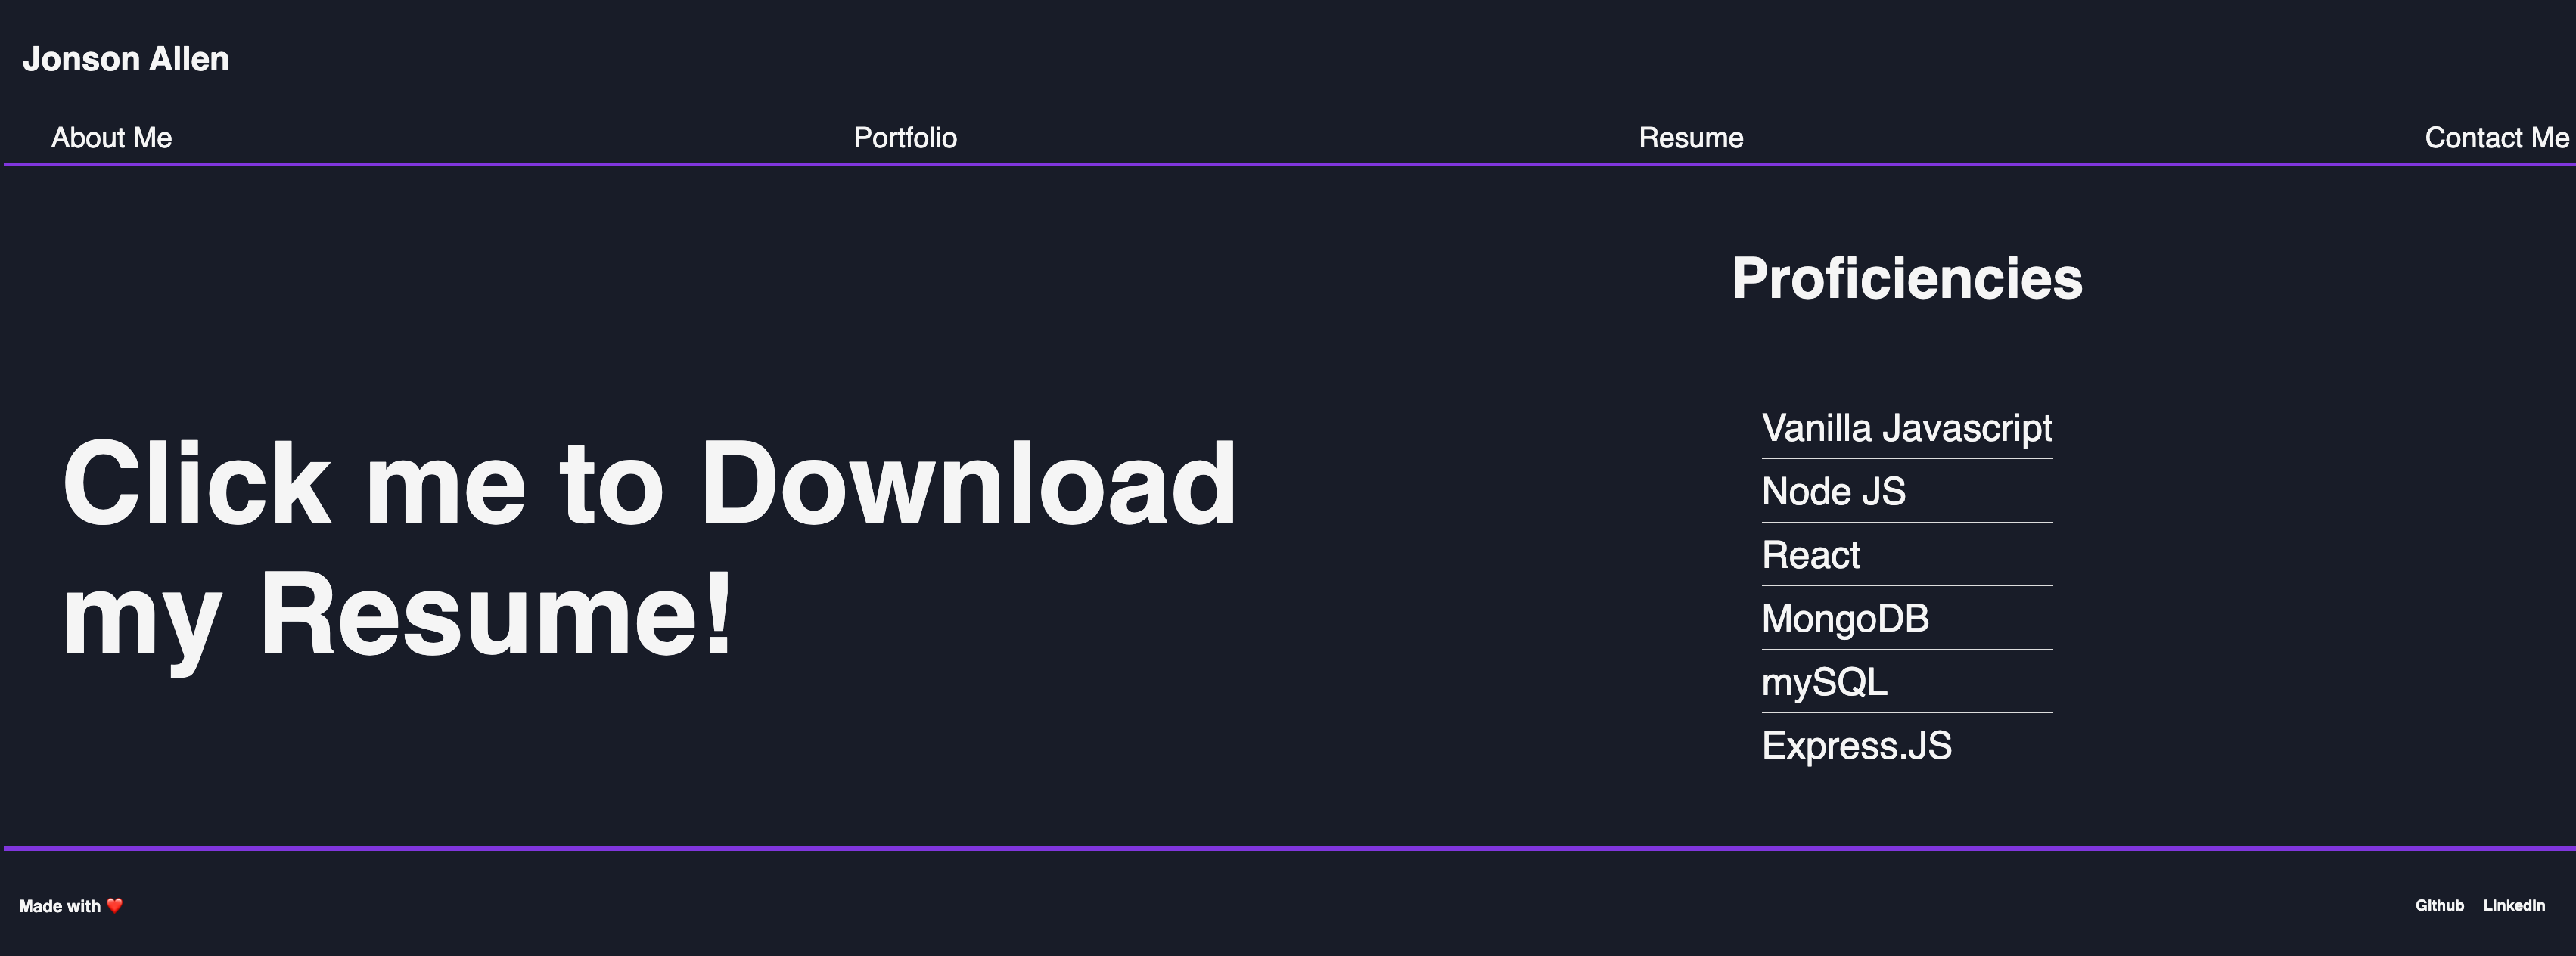 Jonson Allen
About Me
Portfolio
Resume
Contact Me
Click me to Download
my Resume!
Proficiencies
Vanilla Javascript
Node JS
React
MongoDB
mySQL
Express.JS
Made with ❤️
Github
LinkedIn